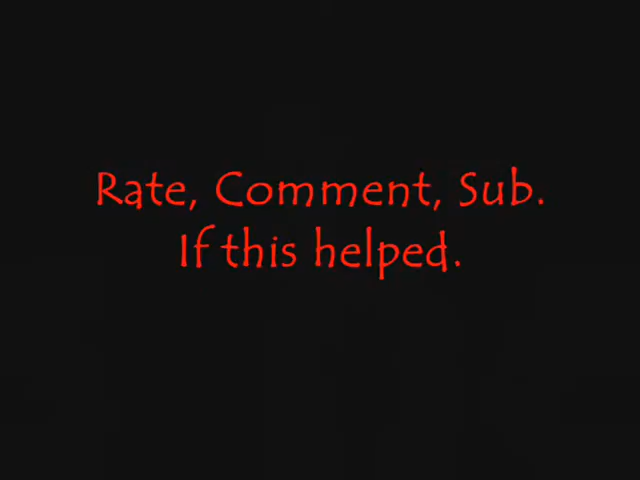 Rate, Comment, Sub.
If this helped.